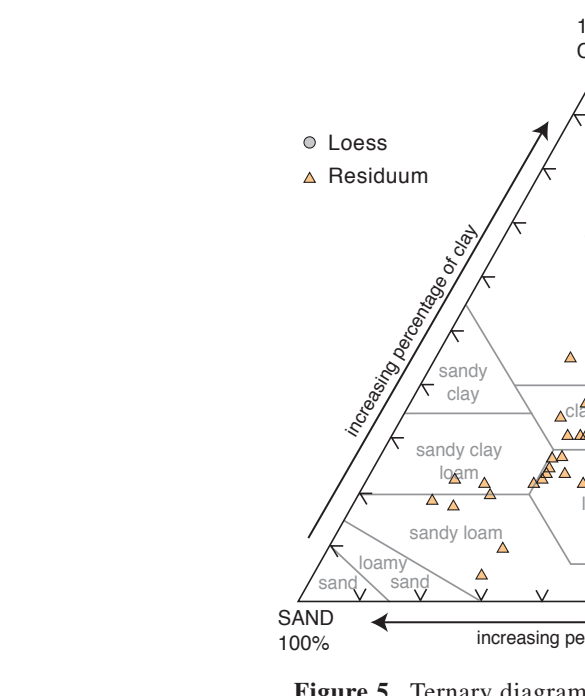 1
C
Loess
Residuum
increasing percentage of clay
sandy
clay
cla
sandy clay
loam
l
sandy loam
loamy
sand
sand
SAND
100%
increasing pe
Figure 5. Ternary diagram